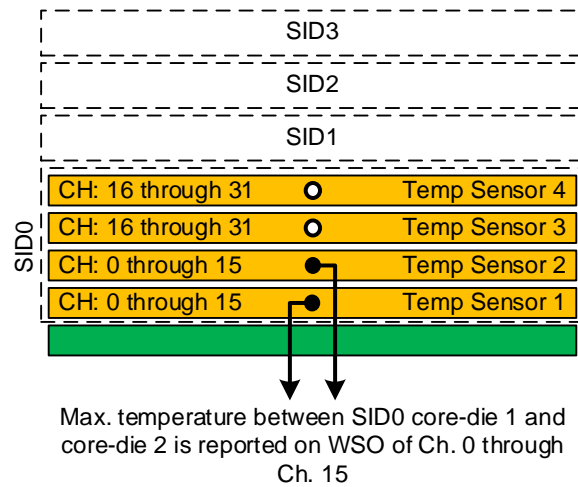 SID3
SID2
SID1
SID0
CH: 16 through 31 Temp Sensor 4
CH: 16 through 31 Temp Sensor 3
CH: 0 through 15 Temp Sensor 2
CH: 0 through 15 Temp Sensor 1
Max. temperature between SID0 core-die 1 and
core-die 2 is reported on WSO of Ch. 0 through
Ch. 15